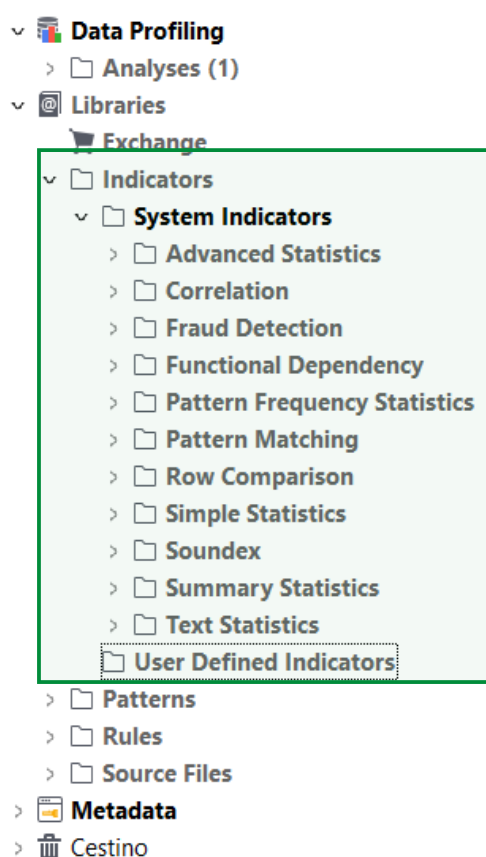 Data Profiling
Analyses (1)
Libraries
Exchange
Indicators
System Indicators
Advanced Statistics
Correlation
Fraud Detection
Functional Dependency
Pattern Frequency Statistics
Pattern Matching
Row Comparison
Simple Statistics
Soundex
Summary Statistics
Text Statistics
User Defined Indicators
Patterns
Rules
Source Files
Metadata
Cestino